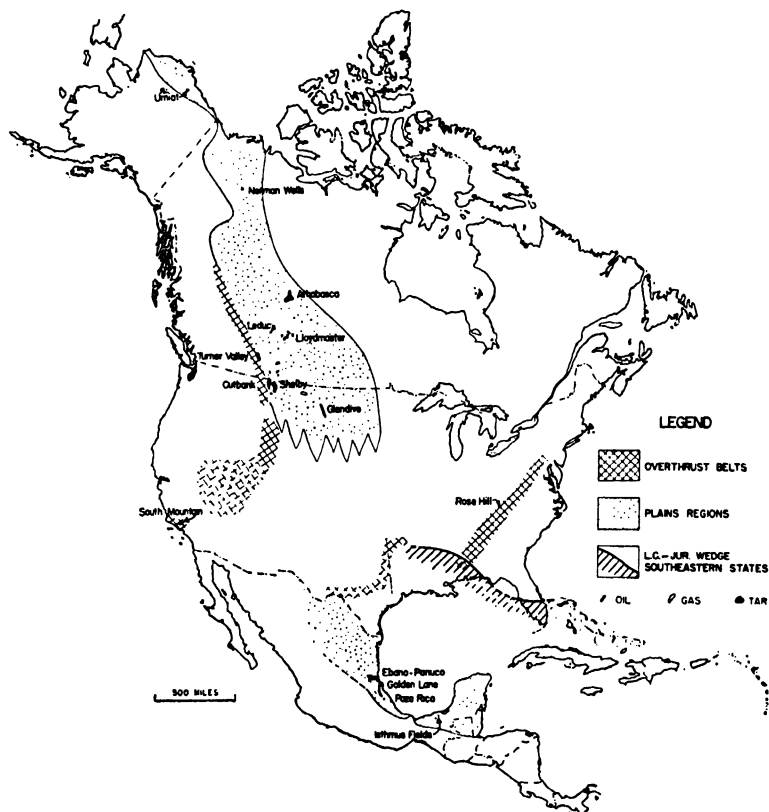 Umiat
Norman Wells
Athabasca
Leduc
Lloydminster
Turner Valley
Cutbank
Shelby
Glendive
LEGEND
OVERTHRUST BELTS
PLAINS REGIONS
L.C.-JUR. WEDGE
SOUTHEASTERN STATES
OIL GAS TAR
Rose Hill
South Mountain
500 MILES
Ebano-Panuco
Golden Lane
Poza Rica
Isthmus Fields